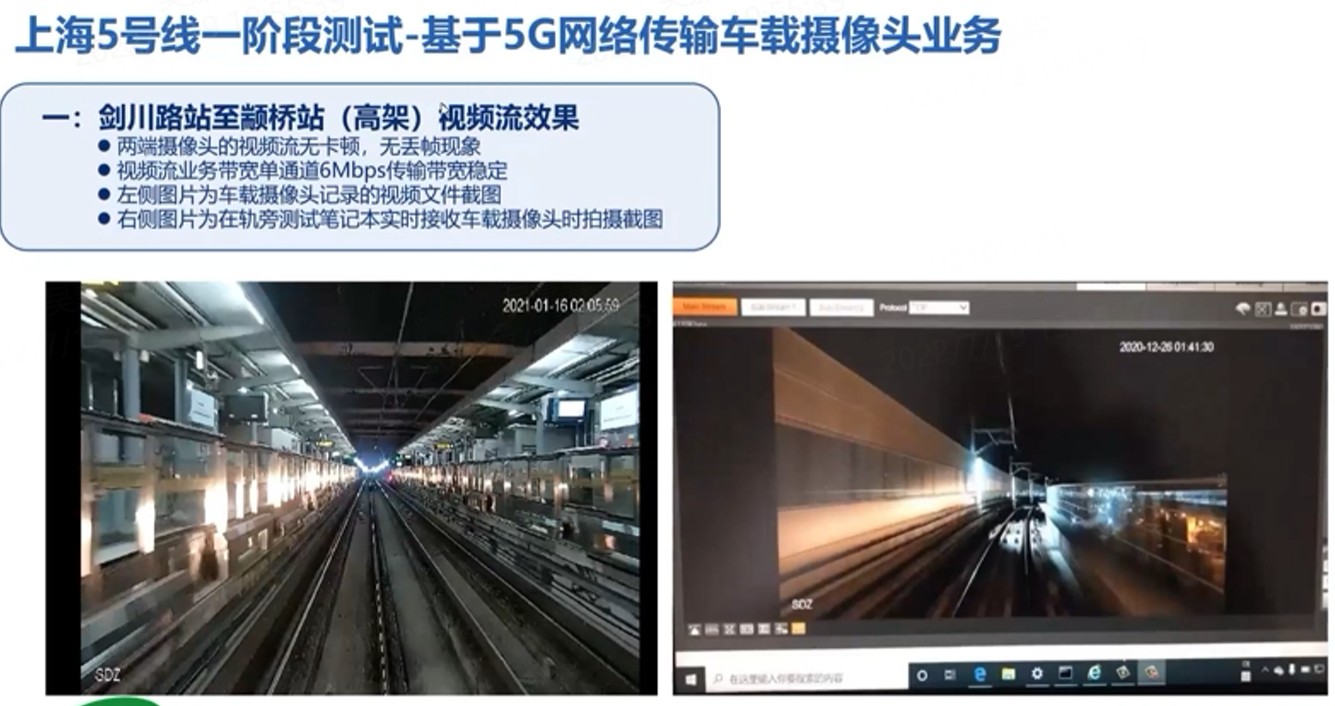 上海5号线一阶段测试-基于5G网络传输车载摄像头业务
一：剑川路站至颛桥站（高架）视频流效果
● 两端摄像头的视频流无卡顿，无丢帧现象
● 视频流业务带宽单通道6Mbps传输带宽稳定
● 左侧图片为车载摄像头记录的视频文件截图
● 右侧图片为在轨旁测试笔记本实时接收车载摄像头时拍摄截图
2021-01-16 02:05:59
SDZ
Main Stream
Protocol TCP
2020-12-26 01:41:30
SDZ
在这里输入你要搜索的内容